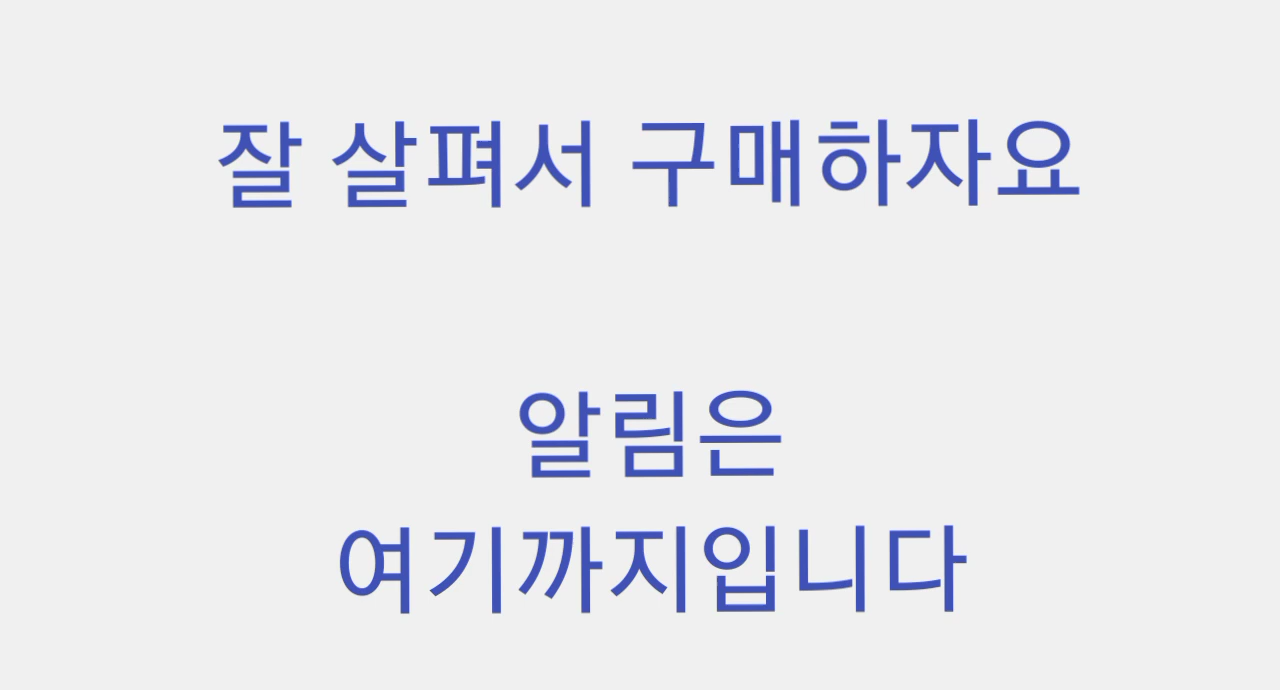 잘 살펴서 구매하자요
알림은
여기까지입니다